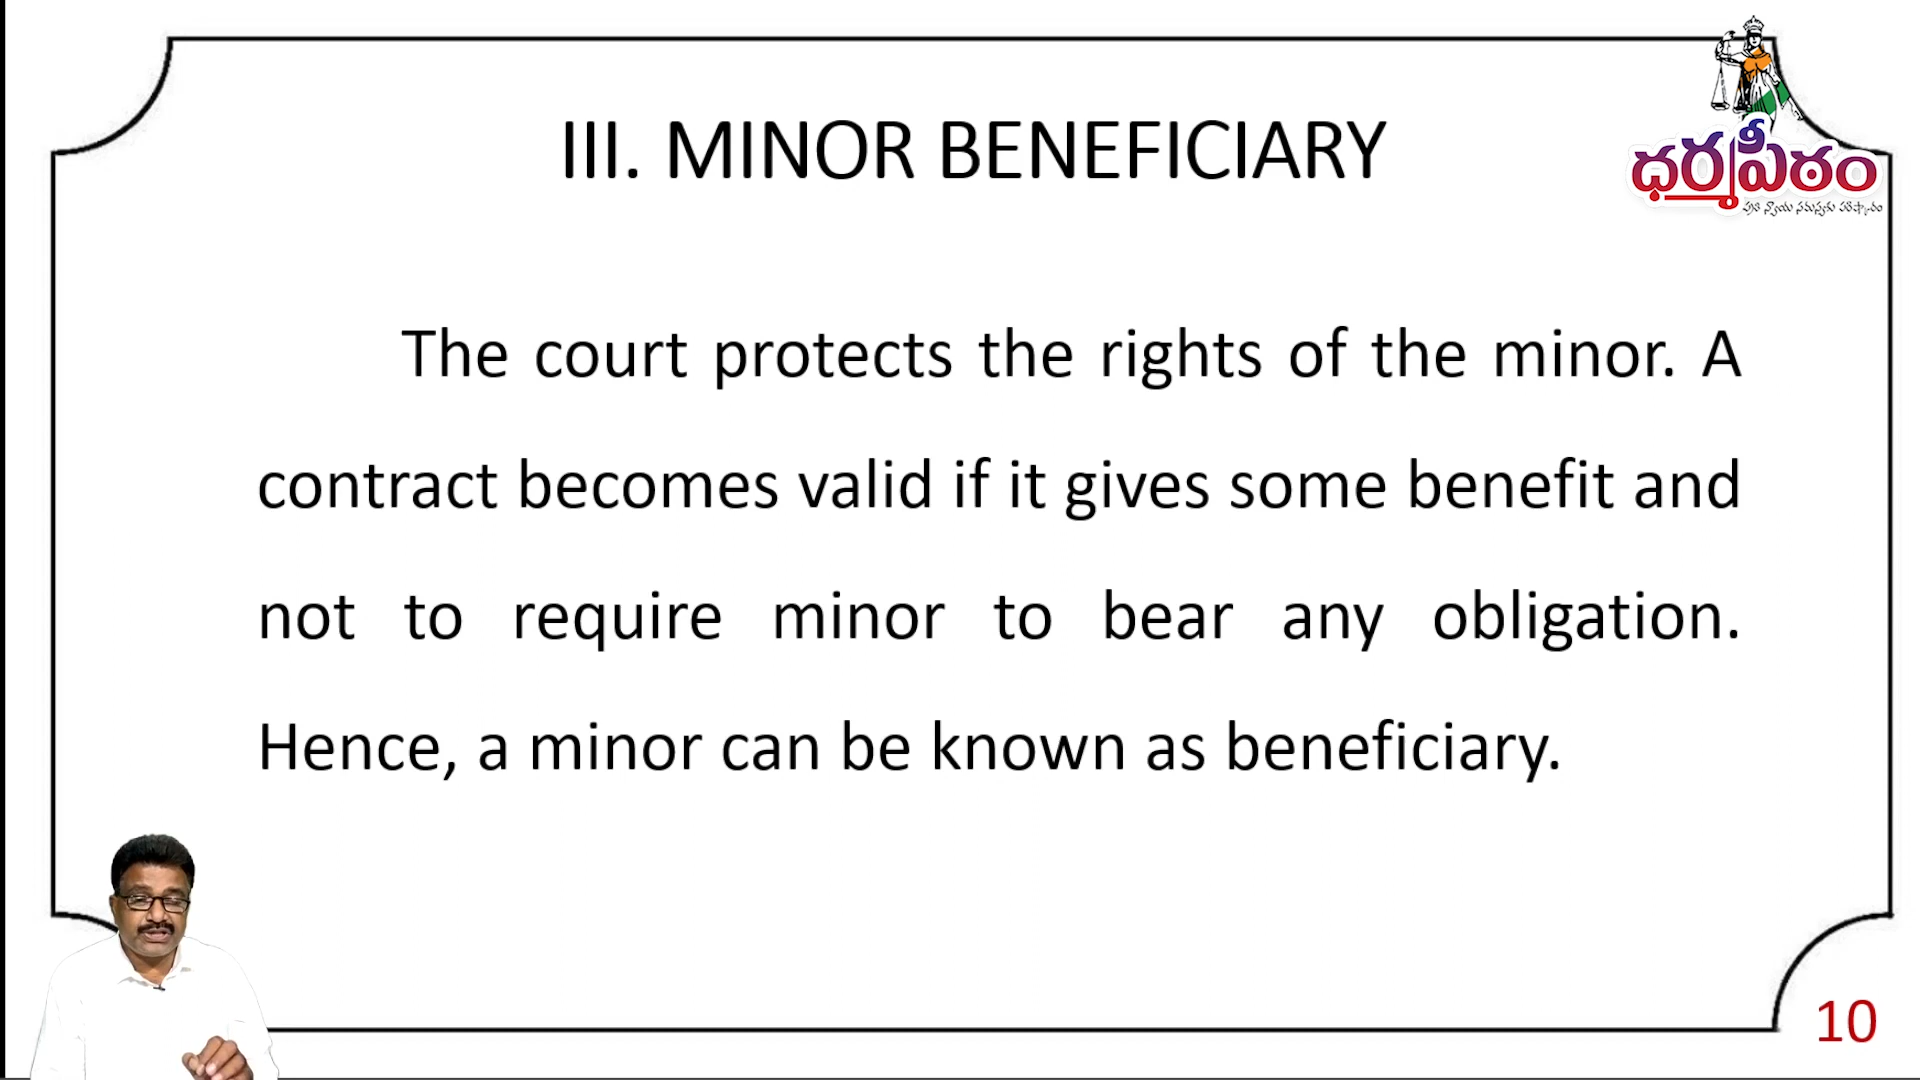 III. MINOR BENEFICIARY
ధర్మపీఠం
The court protects the rights of the minor. A
contract becomes valid if it gives some benefit and
not to require minor to bear any obligation.
Hence, a minor can be known as beneficiary.
10